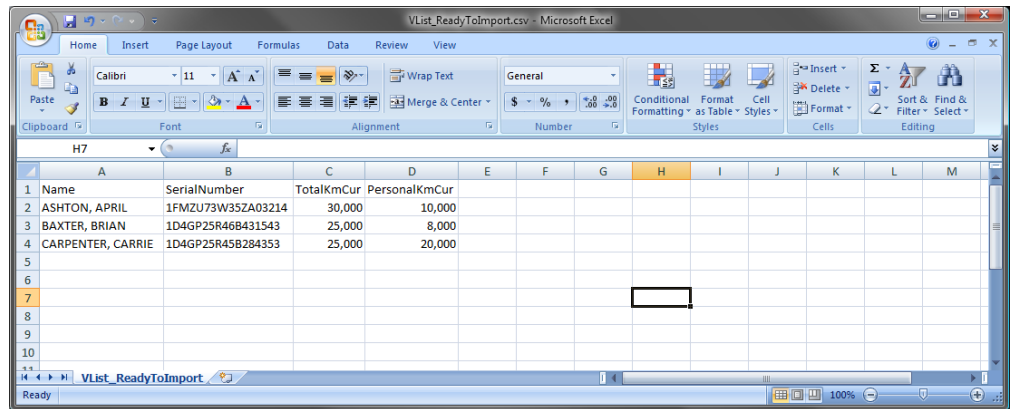 VList_ReadyToImport.csv - Microsoft Excel
Home Insert Page Layout Formulas Data Review View
Paste
Clipboard
Calibri 11 A A
B I U A
Font
Wrap Text
Merge & Center
Alignment
General
$ % , .00 .0
Number
Conditional Formatting
Format as Table
Cell Styles
Styles
Insert
Delete
Format
Cells
Σ
Sort & Filter
Find & Select
Editing
H7 fx
A B C D E F G H I J K L M
1 Name SerialNumber TotalKmCur PersonalKmCur
2 ASHTON, APRIL 1FMZU73W35ZA03214 30,000 10,000
3 BAXTER, BRIAN 1D4GP25R46B431543 25,000 8,000
4 CARPENTER, CARRIE 1D4GP25R45B284353 25,000 20,000
5
6
7
8
9
10
11
VList_ReadyToImport
Ready 100%